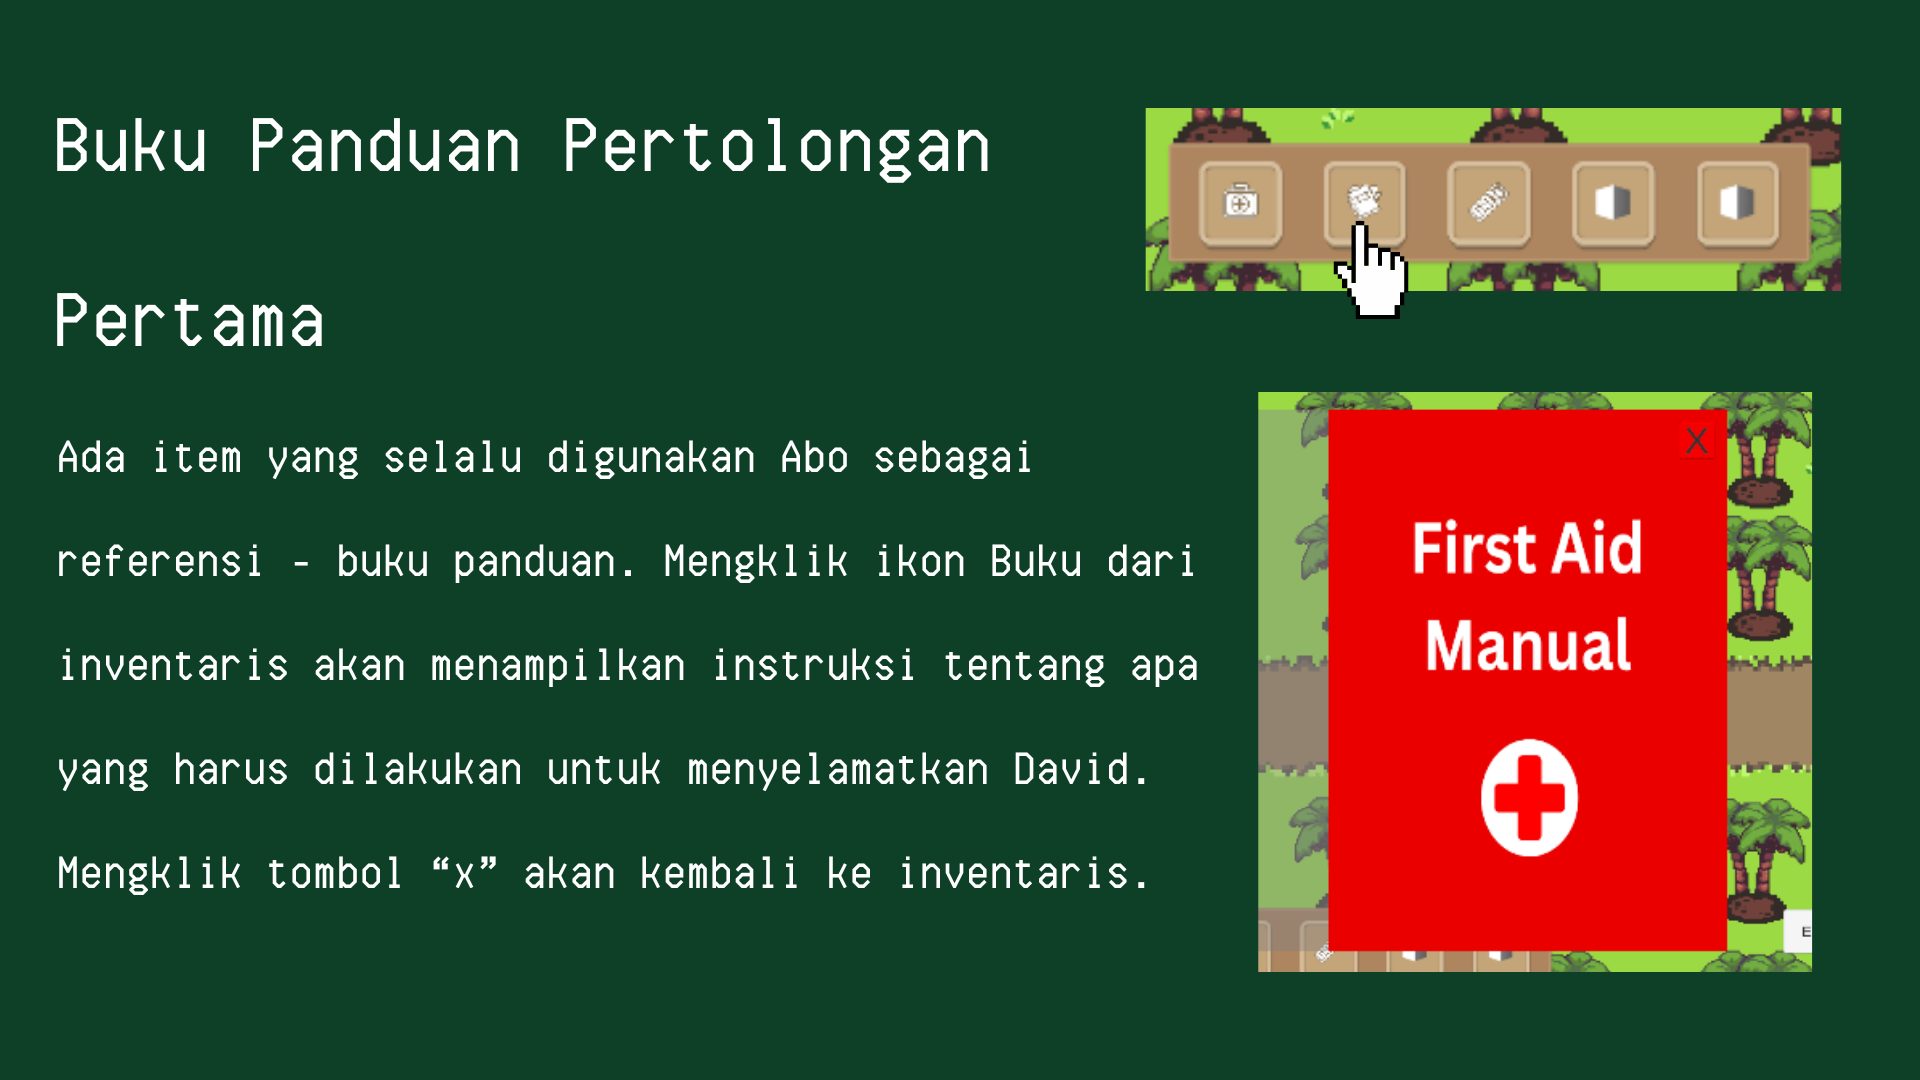 Buku Panduan Pertolongan
Pertama
Ada item yang selalu digunakan Abo sebagai
referensi - buku panduan. Mengklik ikon Buku dari
inventaris akan menampilkan instruksi tentang apa
yang harus dilakukan untuk menyelamatkan David.
Mengklik tombol “x” akan kembali ke inventaris.
X
First Aid
Manual
E